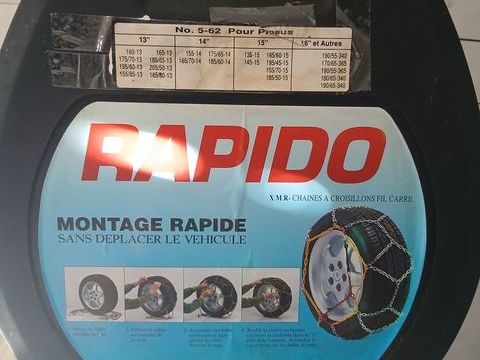 No. 5-62 Pour Pneus
13" 14" 15" 16" et Autres
160-13 165-13 155-14 175/65-14 135-15 165/70-15 190/55-340
175/70-13 185/65-13 165/70-14 185/60-14 145-15 195/45-15 170/65-365
195/60-13 205/50-13 155/70-15 190/55-365
155/85-13 165/80-13 185/50-15 180/65-340
190/65-340
RAPIDO
X M R- CHAINES A CROISILLONS FIL CARRE
MONTAGE RAPIDE
SANS DEPLACER LE VEHICULE